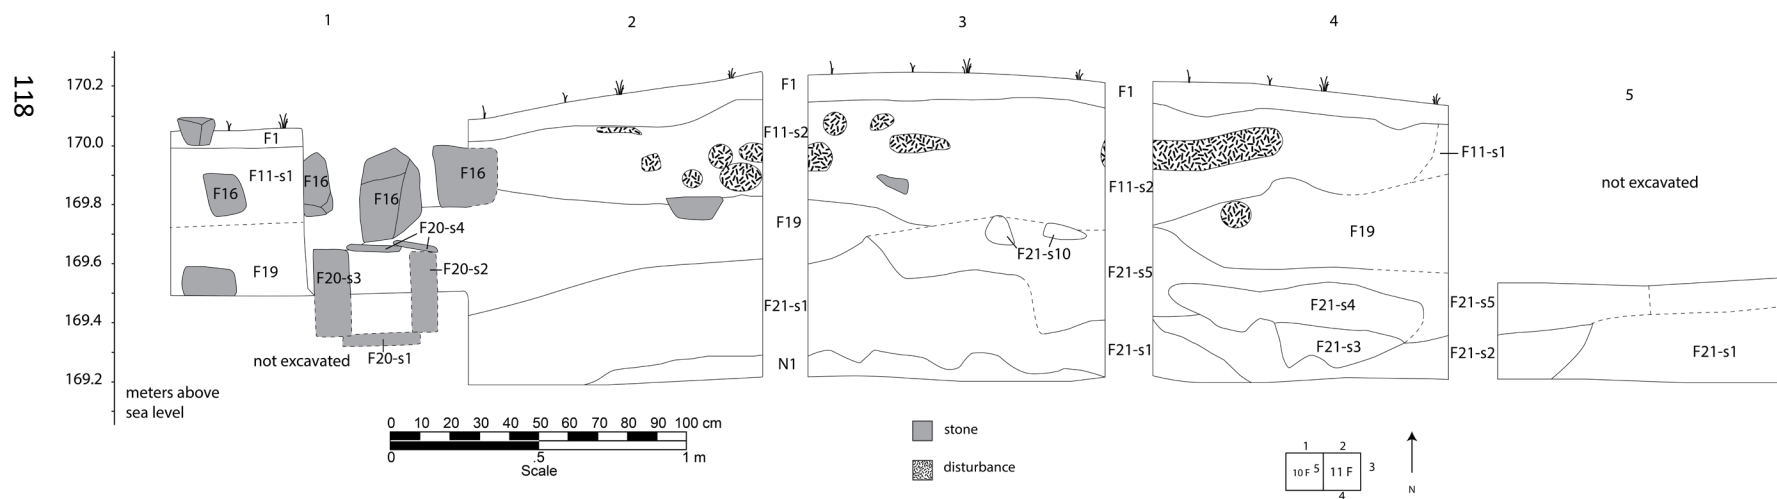 118
1 2 3 4 5
170.2
170.0
169.8
169.6
169.4
169.2
meters above
sea level
F1
F11-s1
F16
F19
F16
F16
F16
F20-s4
F20-s3
F20-s2
F20-s1
not excavated
F1
F11-s2
F19
F21-s1
N1
F21-s10
F1
F11-s2
F21-s5
F21-s1
F11-s1
F19
F21-s4
F21-s3
F21-s5
F21-s2
not excavated
F21-s1
0 10 20 30 40 50 60 70 80 90 100 cm
0 .5 1 m
Scale
stone
disturbance
1 2
10 F 5 11 F 3
4
N